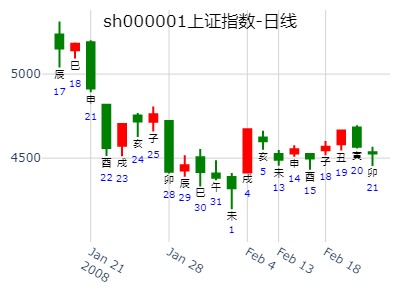 sh000001上证指数-日线
5000
4500
辰
17
巳
18
申
21
酉
22
戌
23
亥
24
子
25
卯
28
辰
29
巳
30
午
31
未
1
戌
4
亥
5
未
13
申
14
酉
15
子
18
丑
19
寅
20
卯
21
Jan 21
2008
Jan 28
Feb 4
Feb 13
Feb 18